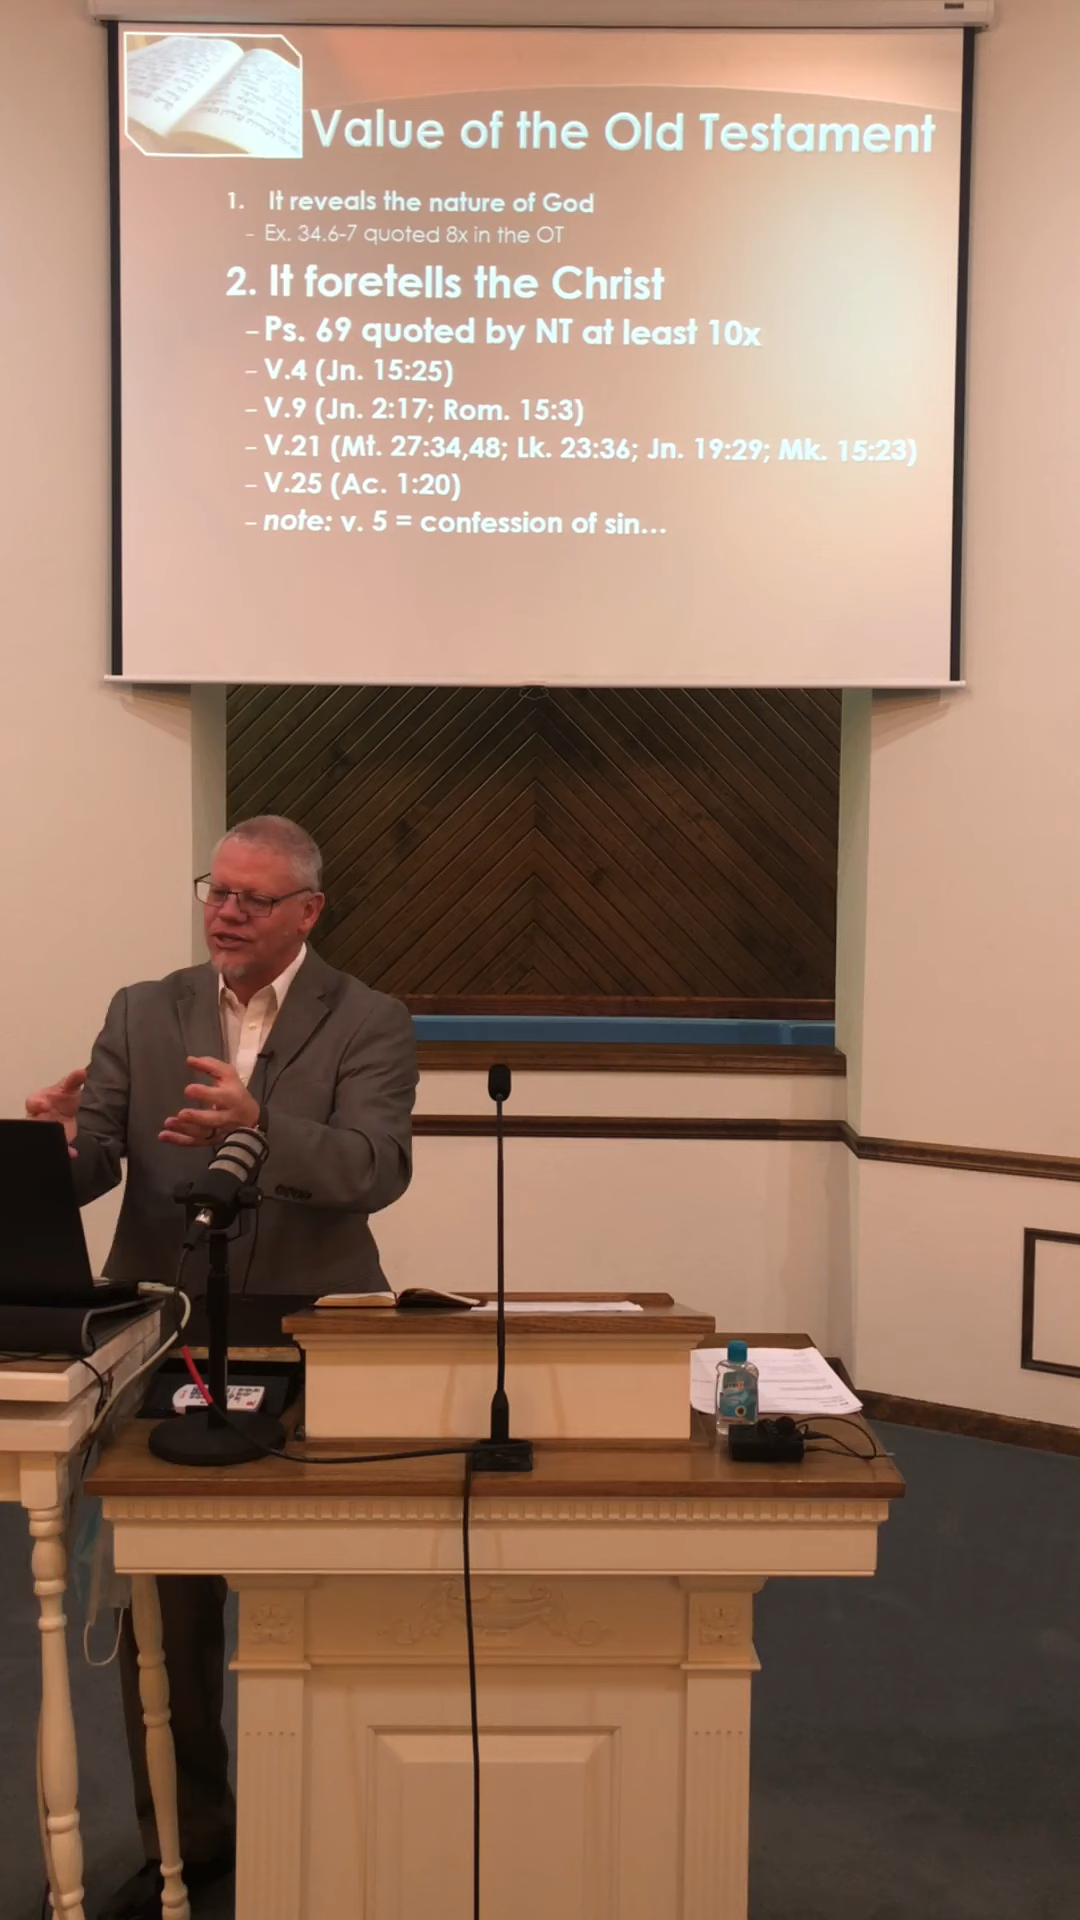 Value of the Old Testament
1. It reveals the nature of God
- Ex. 34.6-7 quoted 8x in the OT
2. It foretells the Christ
- Ps. 69 quoted by NT at least 10x
- V.4 (Jn. 15:25)
- V.9 (Jn. 2:17; Rom. 15:3)
- V.21 (Mt. 27:34,48; Lk. 23:36; Jn. 19:29; Mk. 15:23)
- V.25 (Ac. 1:20)
- note: v. 5 = confession of sin...